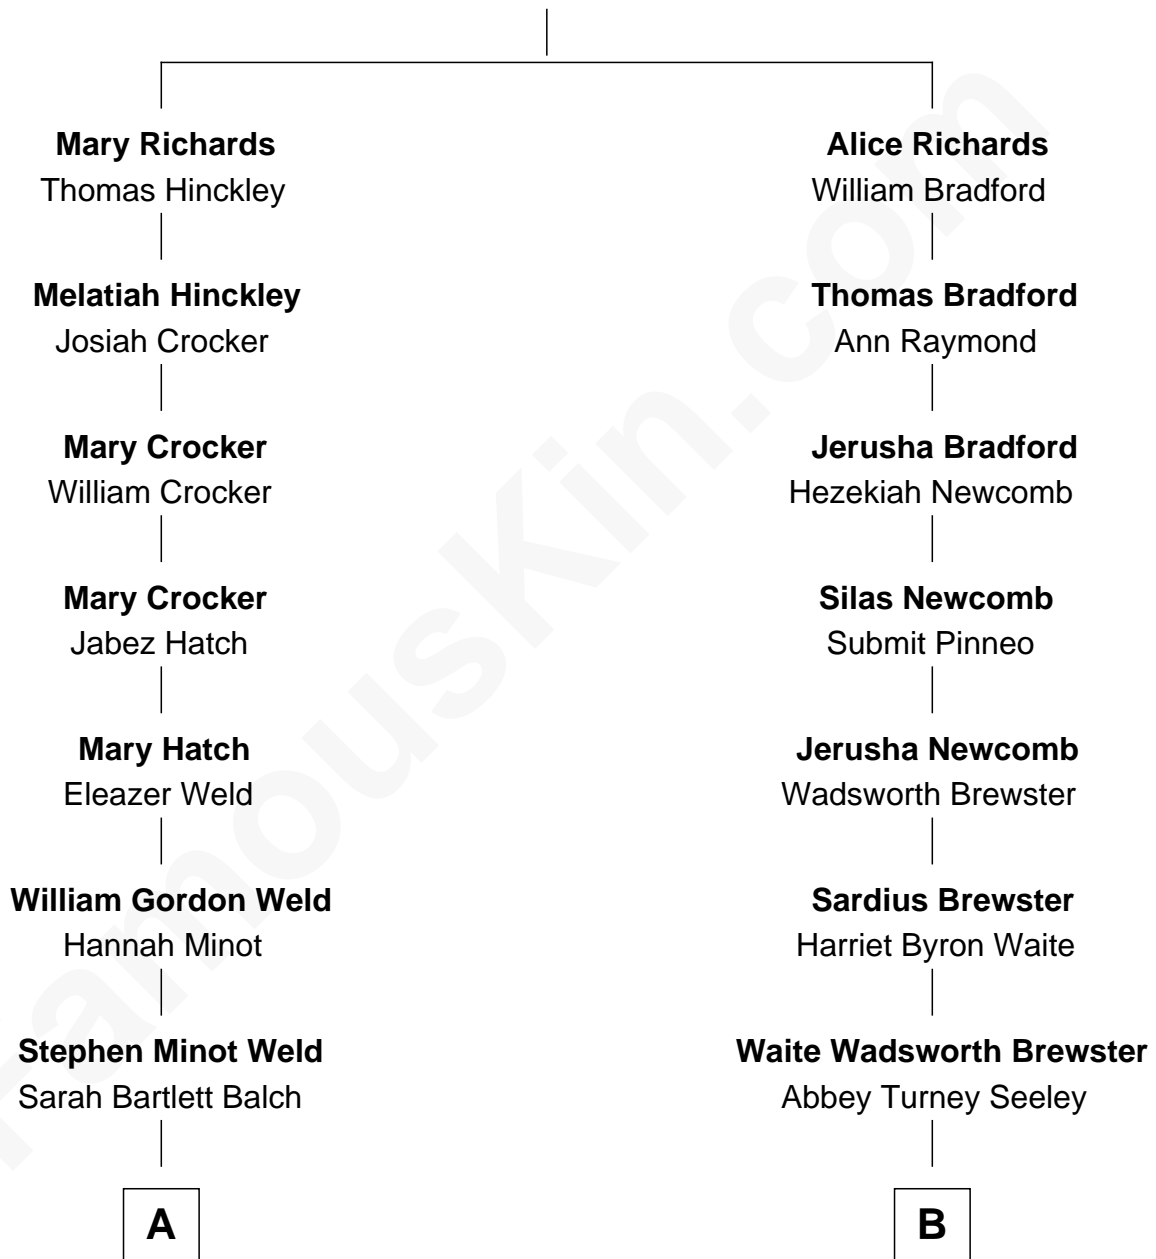 Mary Richards
Thomas Hinckley
Alice Richards
William Bradford
Melatiah Hinckley
Josiah Crocker
Thomas Bradford
Ann Raymond
Mary Crocker
William Crocker
Jerusha Bradford
Hezekiah Newcomb
Mary Crocker
Jabez Hatch
Silas Newcomb
Submit Pinneo
Mary Hatch
Eleazer Weld
Jerusha Newcomb
Wadsworth Brewster
William Gordon Weld
Hannah Minot
Sardius Brewster
Harriet Byron Waite
Stephen Minot Weld
Sarah Bartlett Balch
Waite Wadsworth Brewster
Abbey Turney Seeley
A
B
FamousKin.com